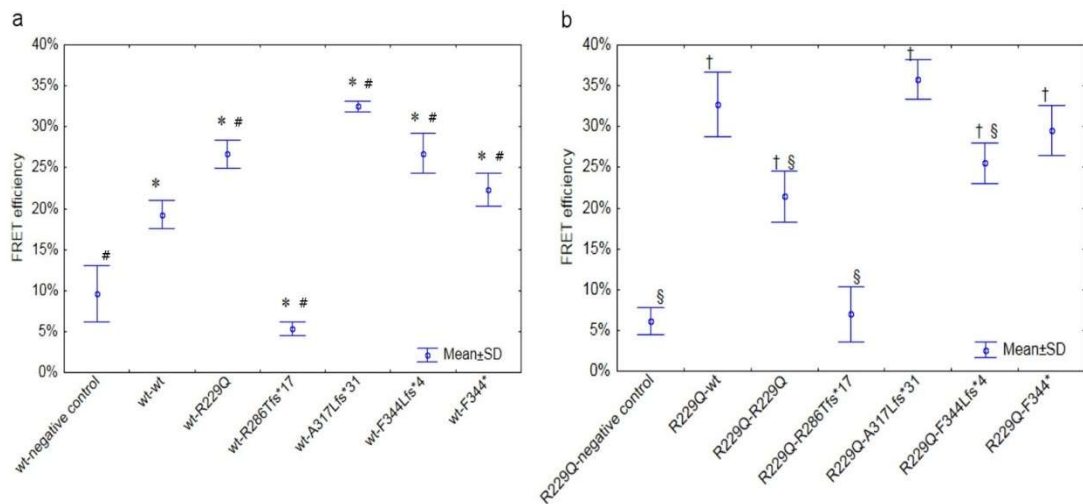 a
40%
35%
30%
25%
20%
15%
10%
5%
0%
FRET efficiency
#
*
* #
* #
* #
* #
* #
Mean±SD
wt-negative control
wt-wt
wt-R229Q
wt-R286Tfs*17
wt-A317Lfs*31
wt-F344Lfs*4
wt-F344*
b
40%
35%
30%
25%
20%
15%
10%
5%
0%
FRET efficiency
§
†
† §
§
†
† §
†
Mean±SD
R229Q-negative control
R229Q-wt
R229Q-R229Q
R229Q-R286Tfs*17
R229Q-A317Lfs*31
R229Q-F344Lfs*4
R229Q-F344*